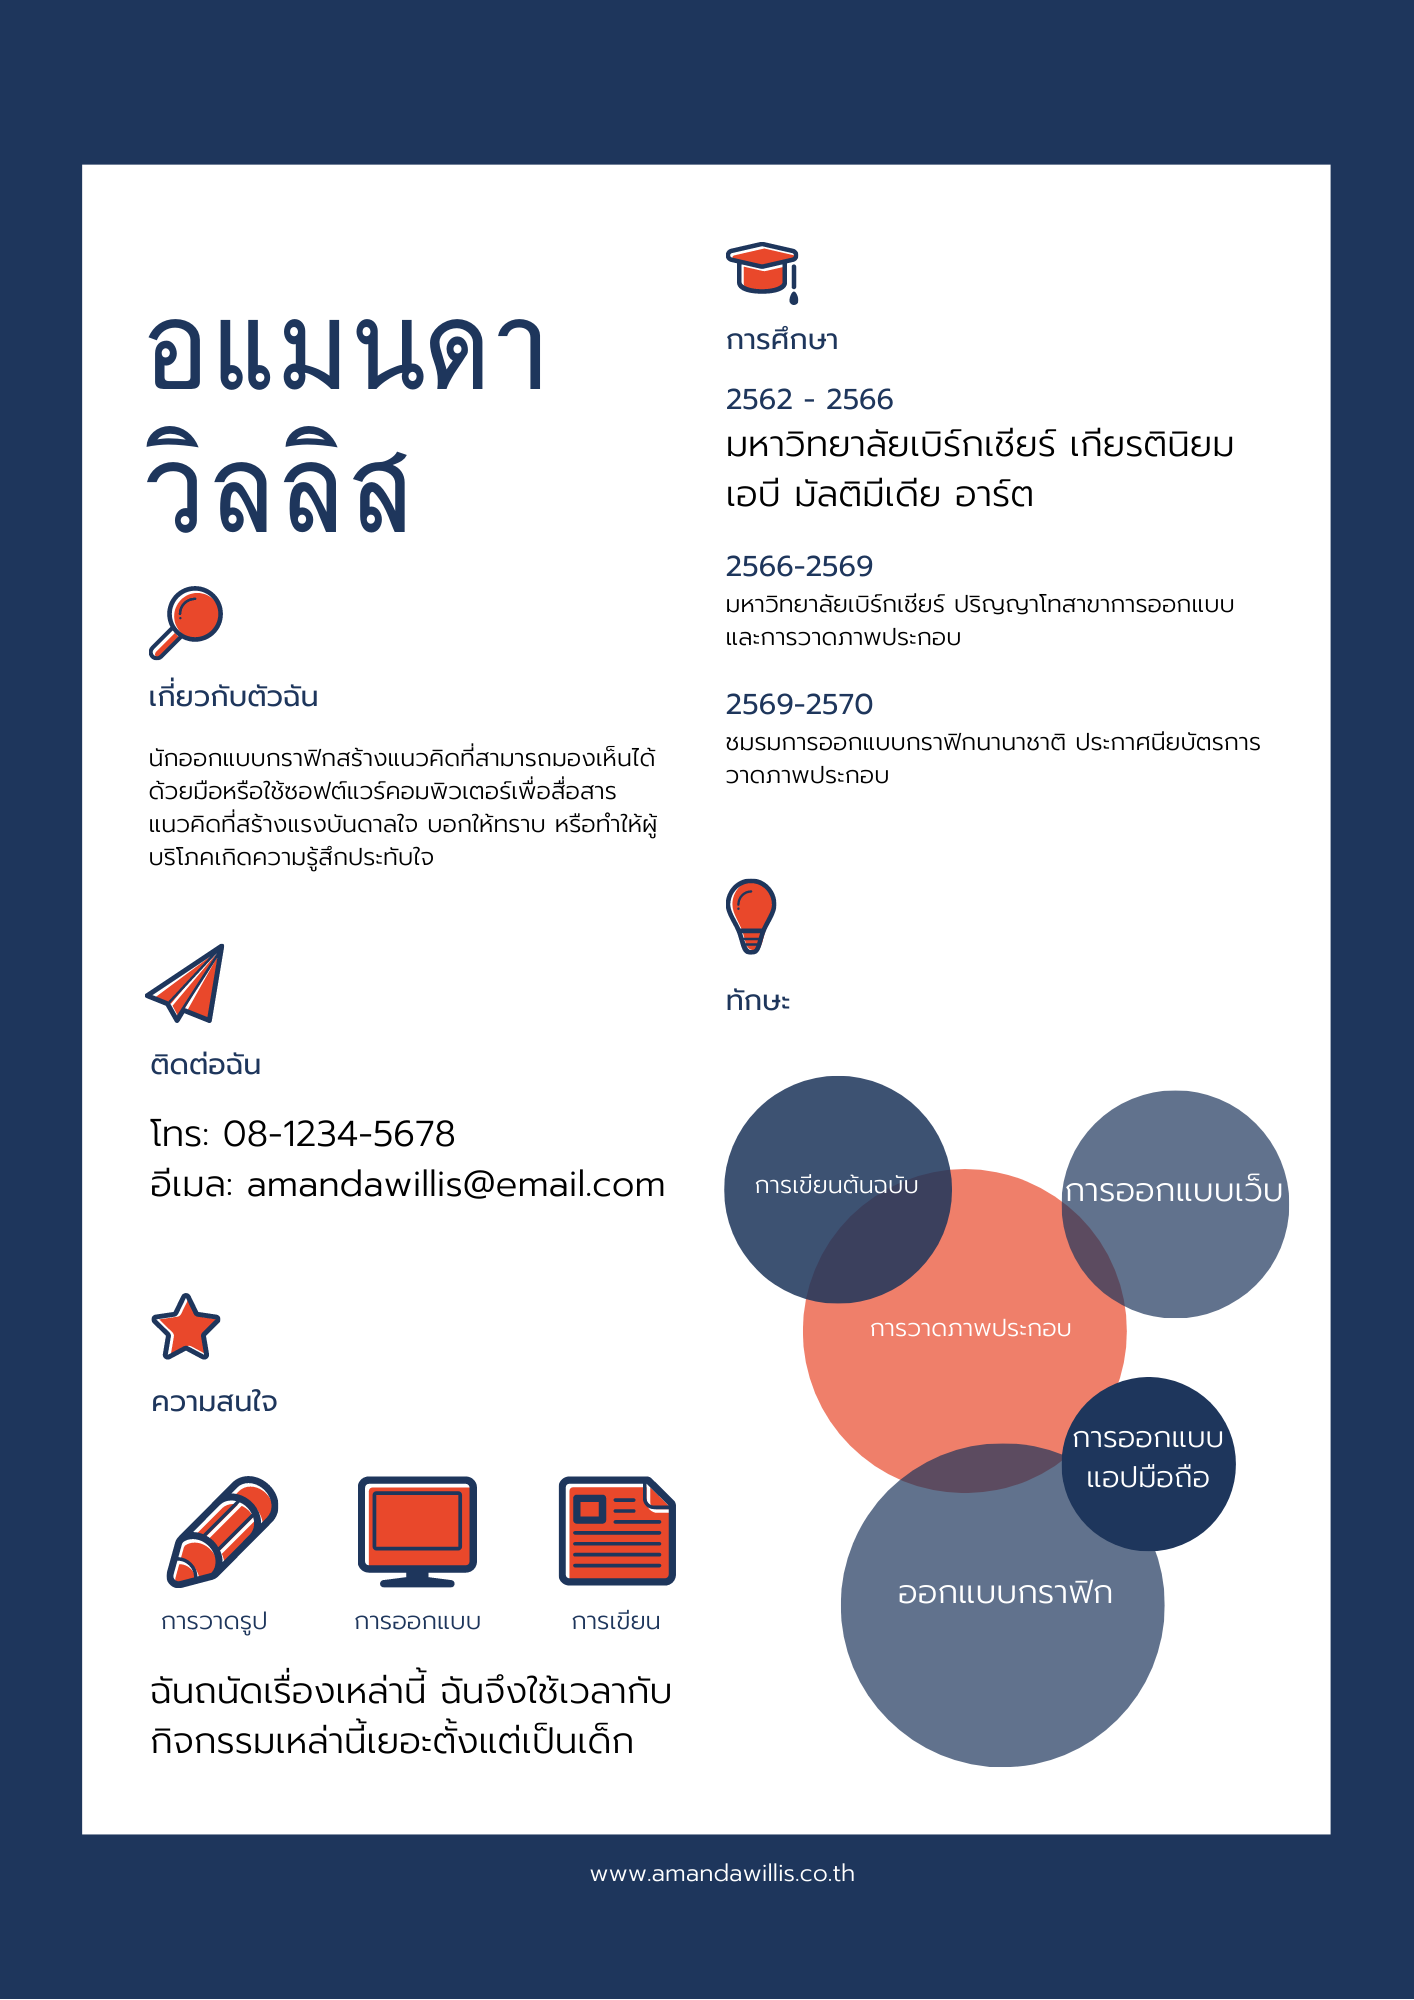 อแมนดา
วิลลิส
เกี่ยวกับตัวฉัน
นักออกแบบกราฟิกสร้างแนวคิดที่สามารถมองเห็นได้
ด้วยมือหรือใช้ซอฟต์แวร์คอมพิวเตอร์เพื่อสื่อสาร
แนวคิดที่สร้างแรงบันดาลใจ บอกให้ทราบ หรือทำให้ผู้
บริโภคเกิดความรู้สึกประทับใจ
ติดต่อฉัน
โทร: 08-1234-5678
อีเมล: amandawillis@email.com
ความสนใจ
การวาดรูป
การออกแบบ
การเขียน
ฉันถนัดเรื่องเหล่านี้ ฉันจึงใช้เวลากับ
กิจกรรมเหล่านี้เยอะตั้งแต่เป็นเด็ก
การศึกษา
2562 - 2566
มหาวิทยาลัยเบิร์กเชียร์ เกียรตินิยม
เอบี มัลติมีเดีย อาร์ต
2566-2569
มหาวิทยาลัยเบิร์กเชียร์ ปริญญาโทสาขาการออกแบบ
และการวาดภาพประกอบ
2569-2570
ชมรมการออกแบบกราฟิกนานาชาติ ประกาศนียบัตรการ
วาดภาพประกอบ
ทักษะ
การเขียนต้นฉบับ
การออกแบบเว็บ
การวาดภาพประกอบ
การออกแบบ
แอปมือถือ
ออกแบบกราฟิก
www.amandawillis.co.th